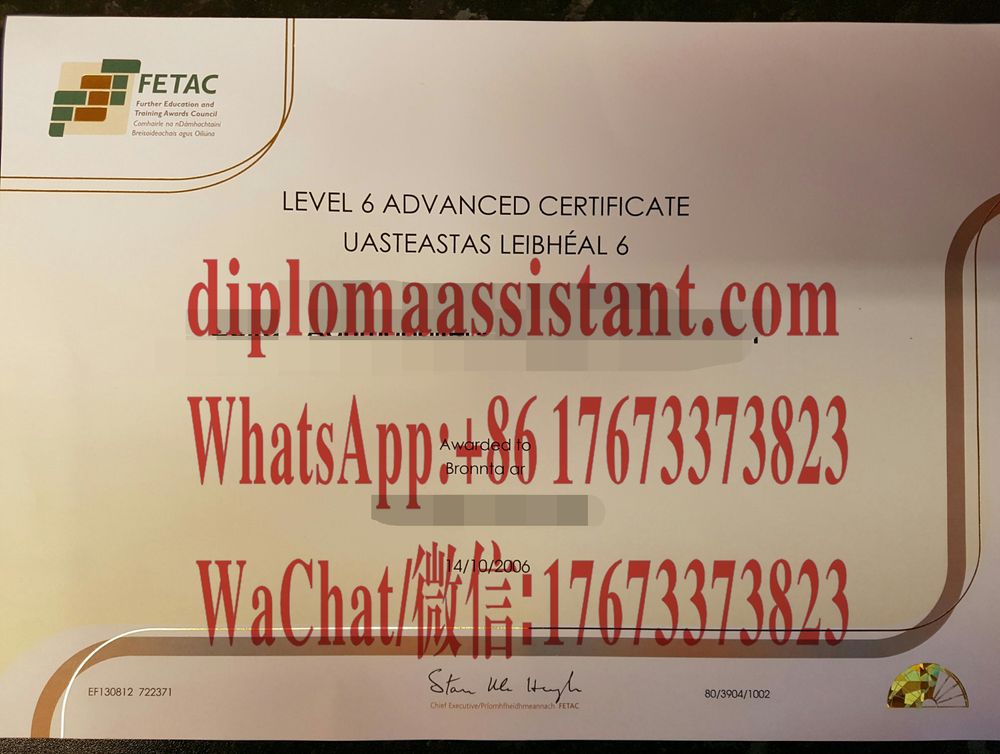 FETAC
Further Education and
Training Awards Council
Comhairle na nDámhachtainí
Breisoideachais agus Oiliúna
LEVEL 6 ADVANCED CERTIFICATE
UASTEASTAS LEIBHÉAL 6
diplomaassistant.com
WhatsApp:+86 17673373823
Awarded to
Bronnta ar
14/10/2006
WaChat/微信:17673373823
EF130812 722371
Chief Executive/Príomhfheidhmeannach FETAC
80/3904/1002